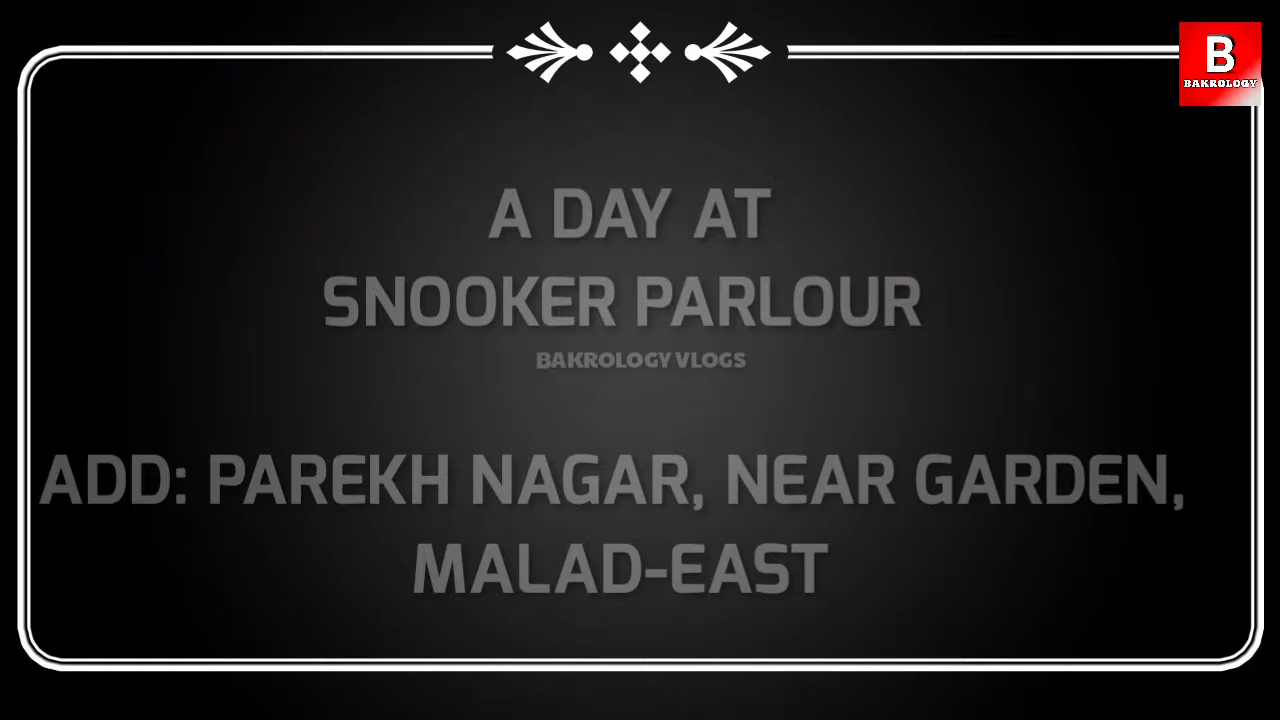 B
BAKROLOGY
A DAY AT
SNOOKER PARLOUR
BAKROLOGY VLOGS
ADD: PAREKH NAGAR, NEAR GARDEN,
MALAD-EAST